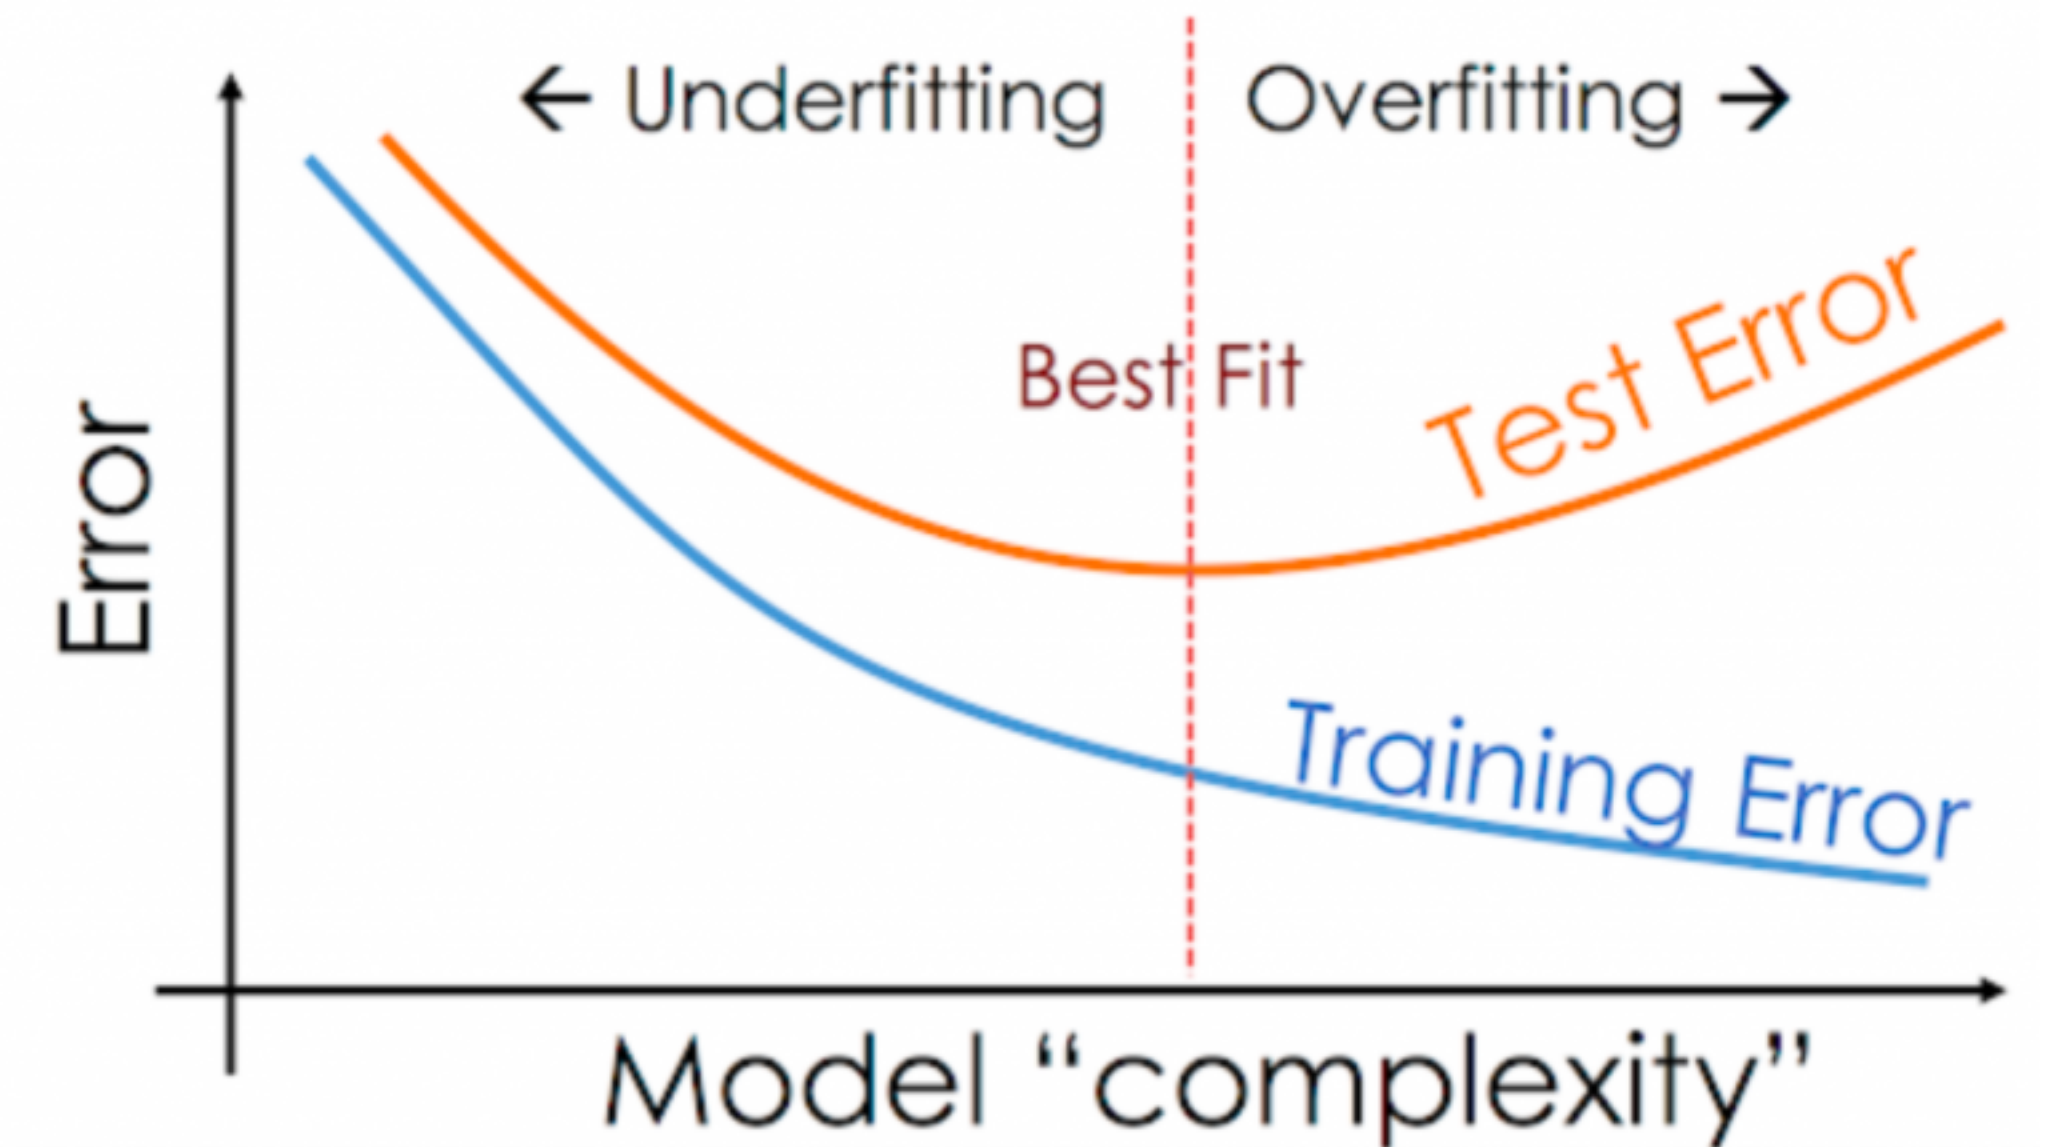 ← Underfitting
Overfitting →
Best Fit
Test Error
Error
Training Error
Model “complexity”